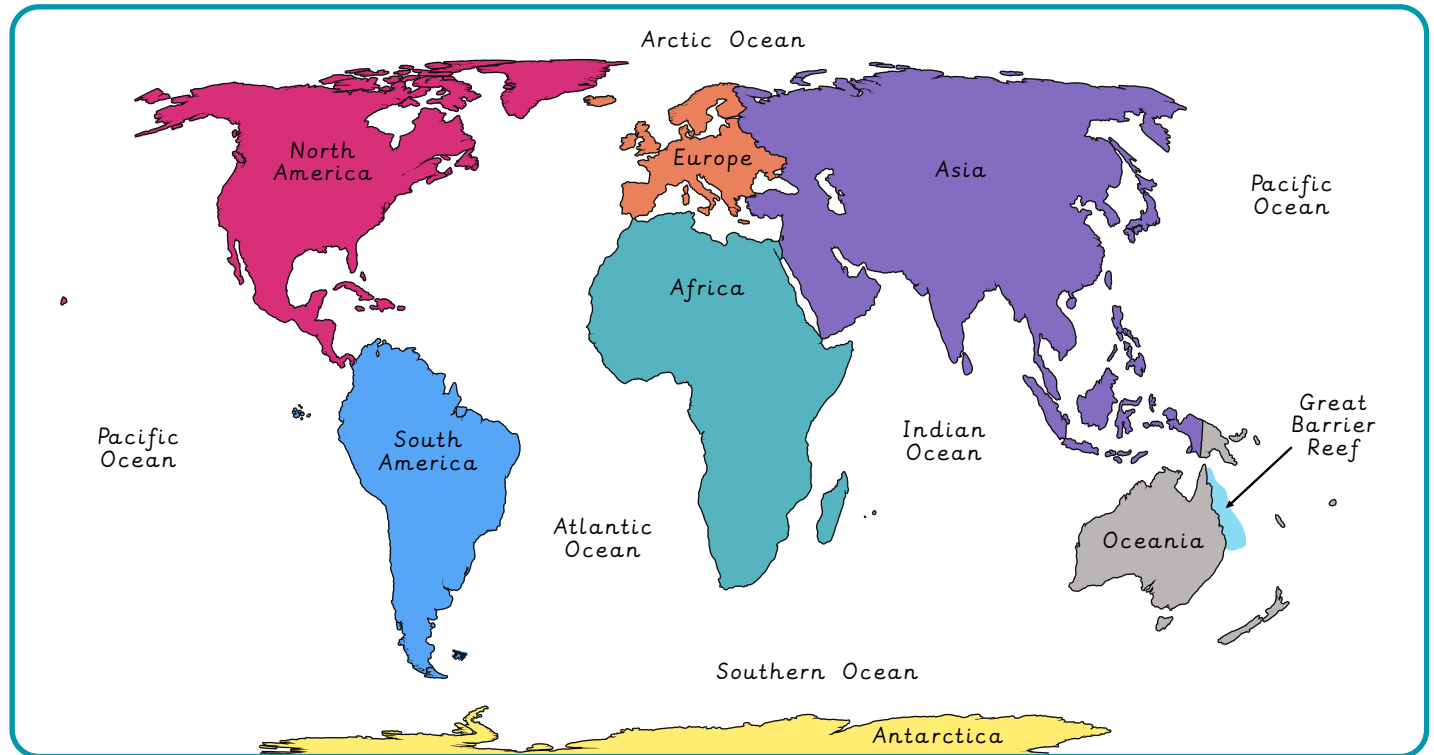 Arctic Ocean
North
America
Europe
Asia
Pacific
Ocean
Africa
Great
Barrier
Reef
Pacific
Ocean
South
America
Indian
Ocean
Atlantic
Ocean
Oceania
Southern Ocean
Antarctica